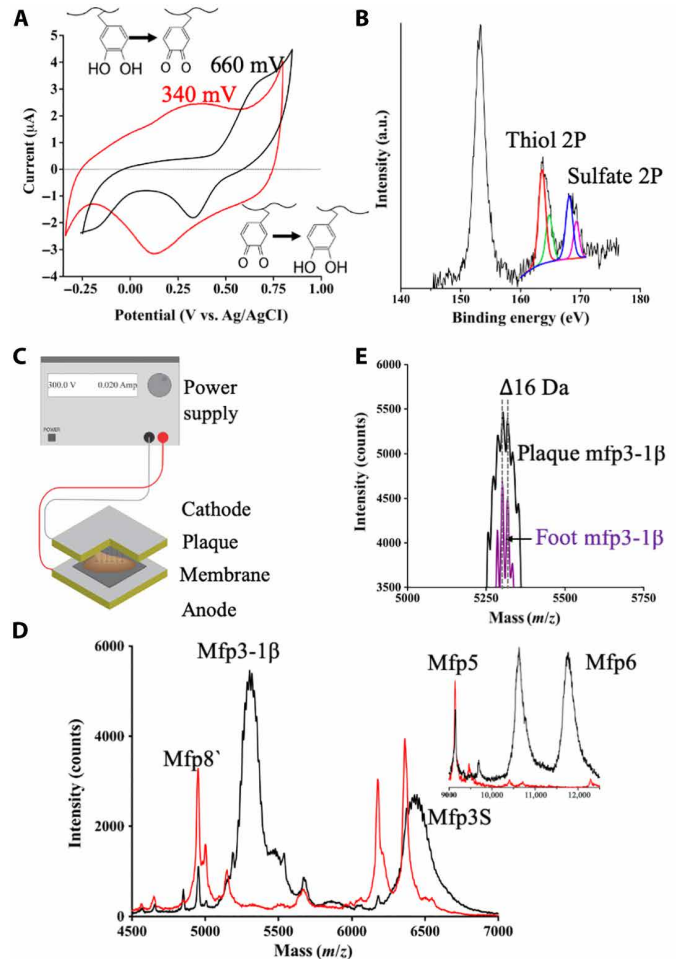 A
HO OH
O O
660 mV
340 mV
5
4
3
2
1
0
−1
−2
−3
−4
Current (μA)
O O
HO OH
−0.25 0.00 0.25 0.50 0.75 1.00
Potential (V vs. Ag/AgCI)
B
Intensity (a.u.)
Thiol 2P
Sulfate 2P
140 150 160 170 180
Binding energy (eV)
C
300.0 V 0.020 Amp
POWER
Power
supply
Cathode
Plaque
Membrane
Anode
E
6000
5500
5000
4500
4000
3500
Intensity (counts)
Δ16 Da
Plaque mfp3-1β
Foot mfp3-1β
5000 5250 5500 5750
Mass (m/z)
D
6000
4000
2000
0
Intensity (counts)
Mfp3-1β
Mfp8`
Mfp3S
4500 5000 5500 6000 6500 7000
Mass (m/z)
Mfp5
Mfp6
9000 10,000 11,000 12,000